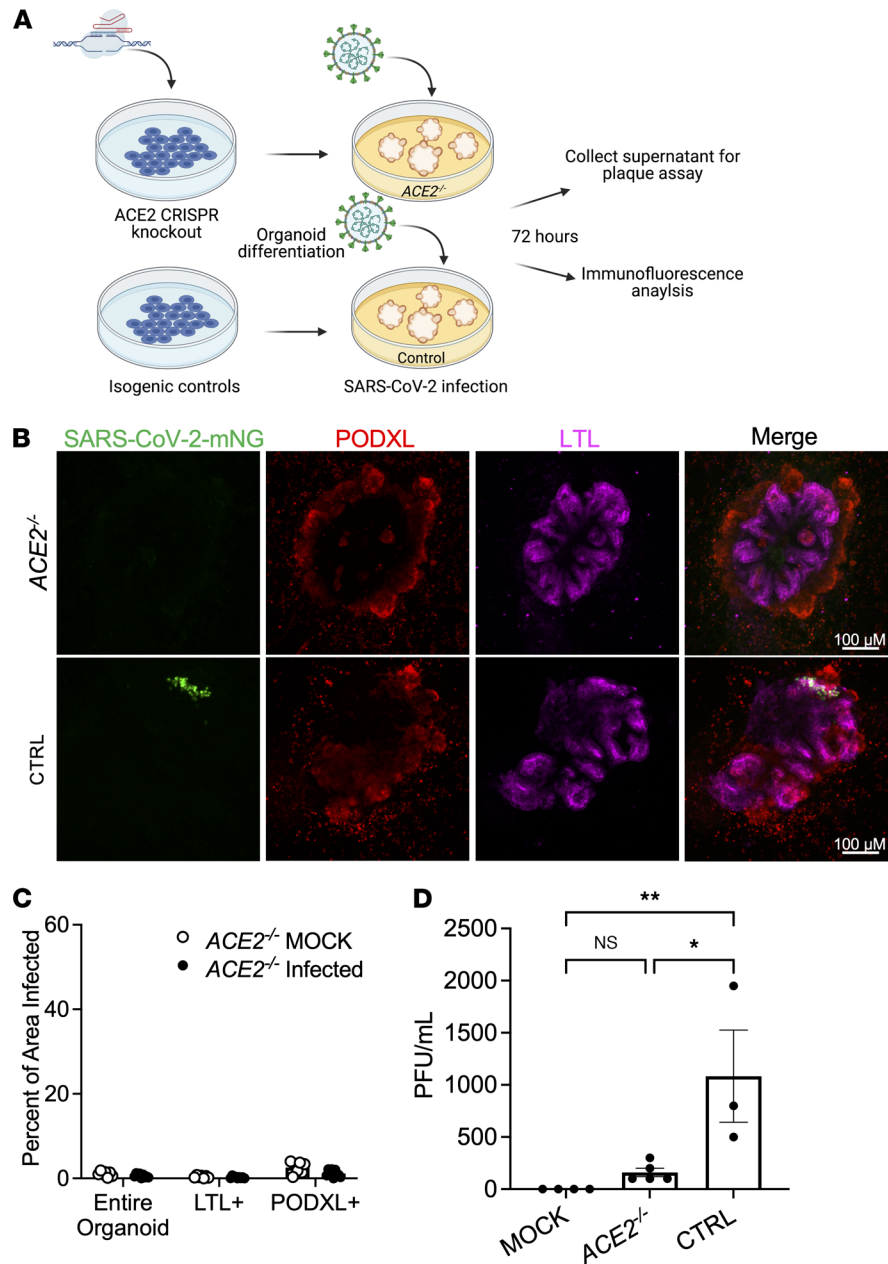 A
ACE2 CRISPR
knockout
ACE2-/-
Organoid
differentiation
Collect supernatant for
plaque assay
72 hours
Immunofluorescence
anaylsis
Isogenic controls
Control
SARS-CoV-2 infection
B
SARS-CoV-2-mNG
PODXL
LTL
Merge
ACE2-/-
100 µM
CTRL
100 µM
C
Percent of Area Infected
60
40
20
0
ACE2-/- MOCK
ACE2-/- Infected
Entire
Organoid
LTL+
PODXL+
D
**
NS
*
PFU/mL
2500
2000
1500
1000
500
0
MOCK
ACE2-/-
CTRL